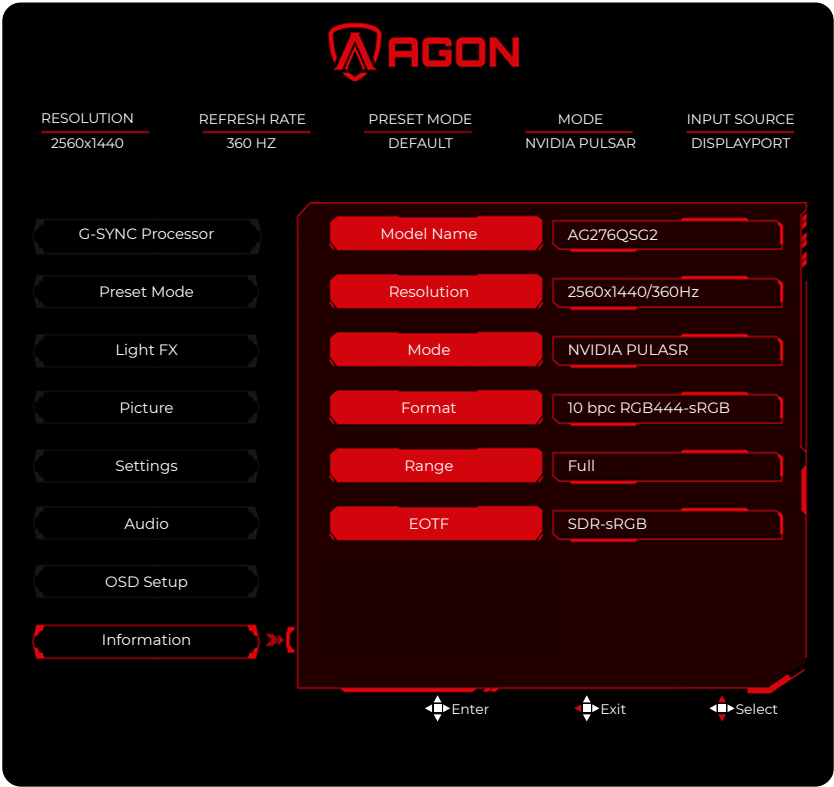 AGON
RESOLUTION REFRESH RATE PRESET MODE MODE INPUT SOURCE
2560x1440 360 HZ DEFAULT NVIDIA PULSAR DISPLAYPORT
G-SYNC Processor Model Name AG276QSG2
Preset Mode Resolution 2560x1440/360Hz
Light FX Mode NVIDIA PULASR
Picture Format 10 bpc RGB444-sRGB
Settings Range Full
Audio EOTF SDR-sRGB
OSD Setup
Information
Enter Exit Select